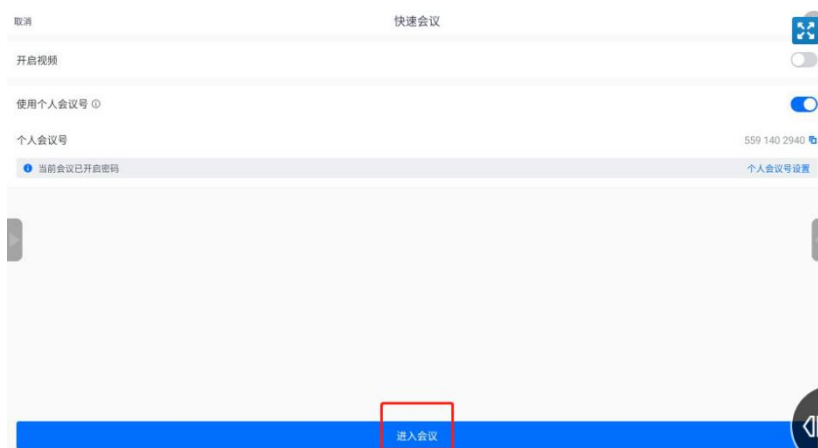 取消 快速会议
开启视频
使用个人会议号
个人会议号 559 140 2940
当前会议已开启密码 个人会议号设置
进入会议